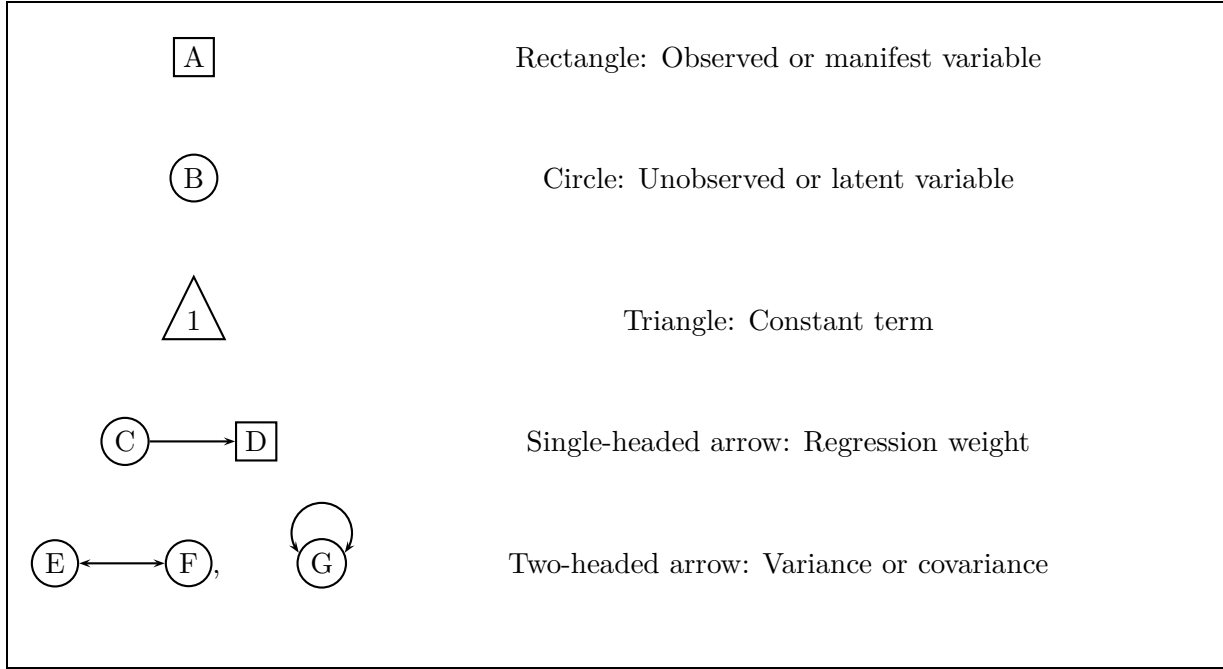 A Rectangle: Observed or manifest variable
B Circle: Unobserved or latent variable
1 Triangle: Constant term
C D Single-headed arrow: Regression weight
E F, G Two-headed arrow: Variance or covariance